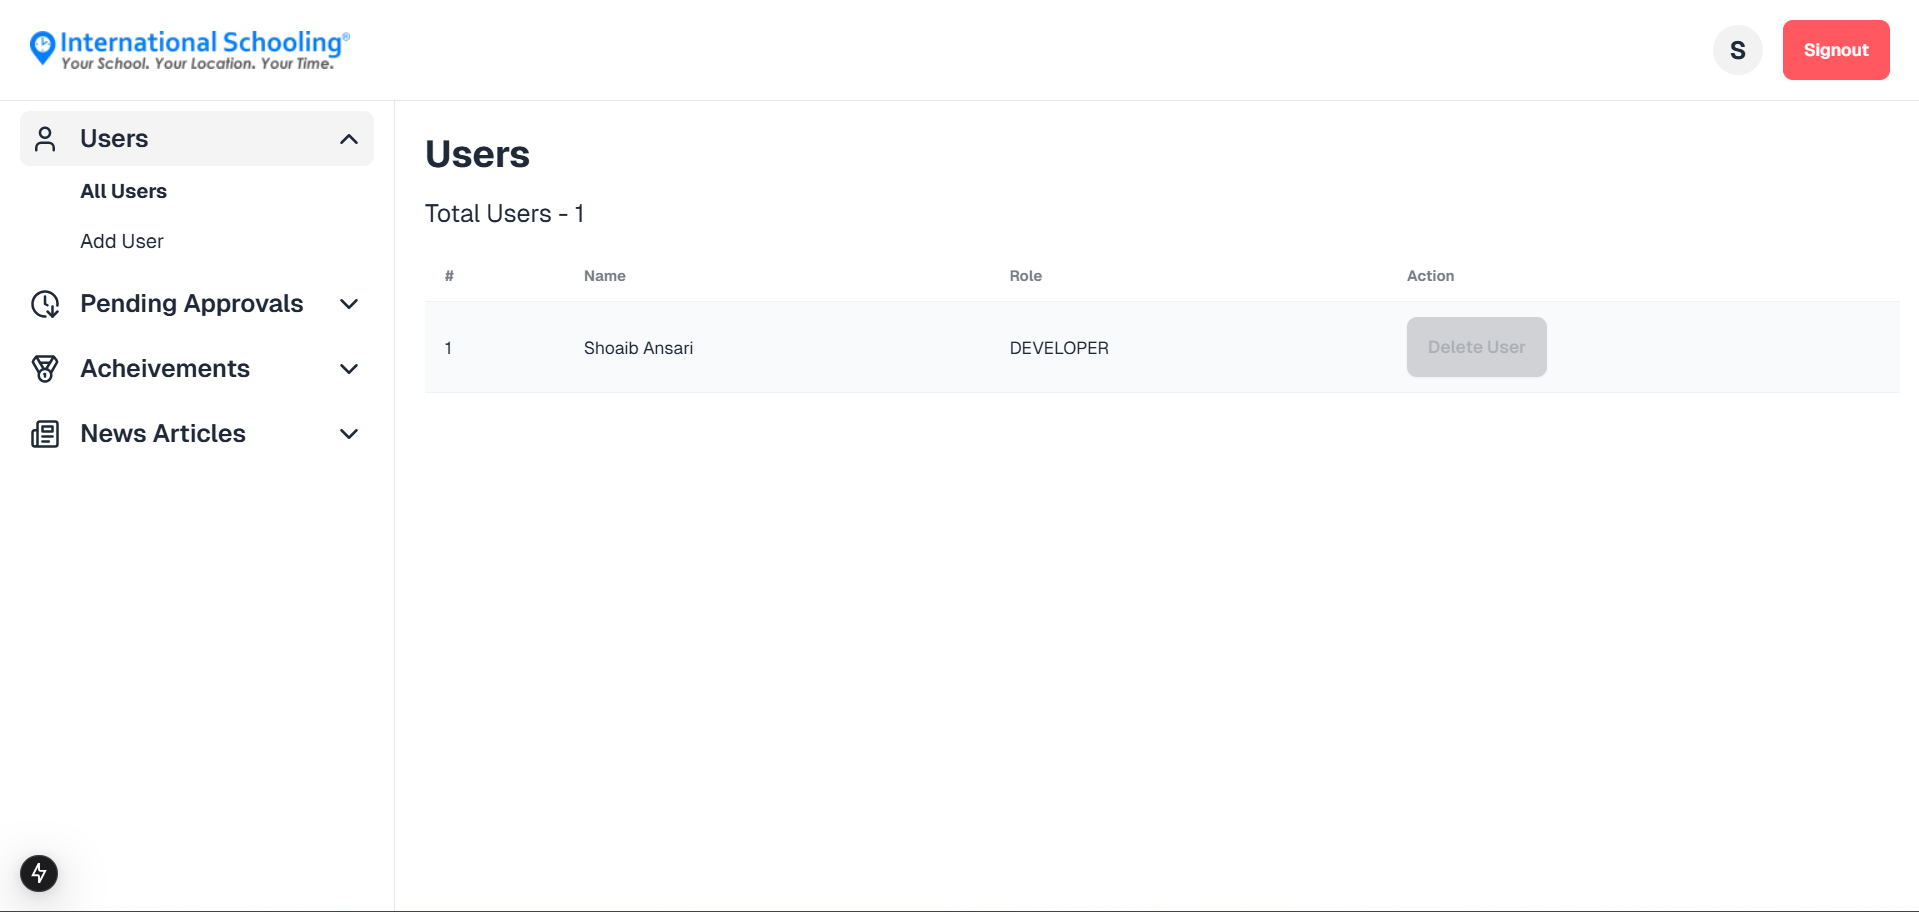 International Schooling®
Your School. Your Location. Your Time.
S
Signout
Users
All Users
Add User
Pending Approvals
Acheivements
News Articles
Users
Total Users - 1
# Name Role Action
1 Shoaib Ansari DEVELOPER Delete User